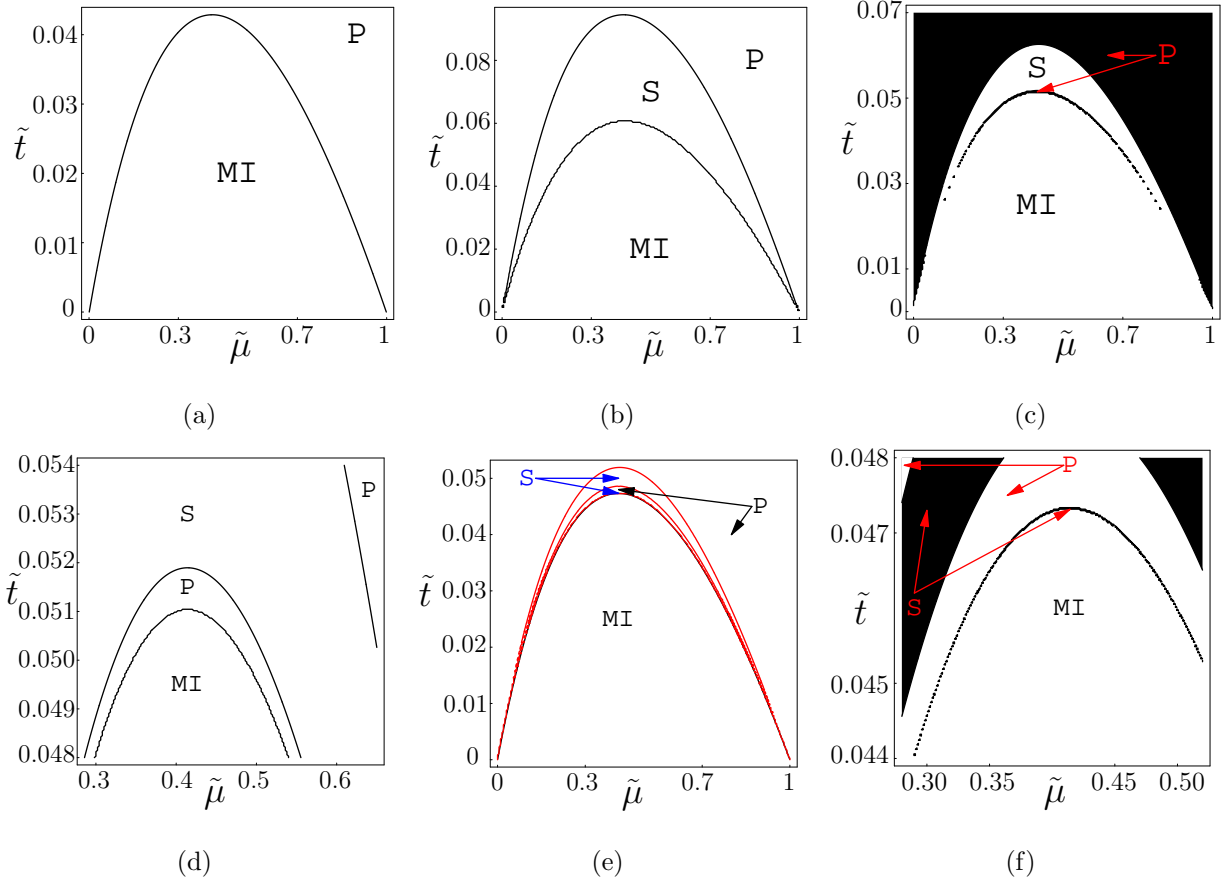 0.04
0.03
0.02
0.01
0
t̃
P
MI
0 0.3 0.7 1
μ̃
(a)
0.08
0.06
0.04
0.02
0
t̃
P
S
MI
0 0.3 0.7 1
μ̃
(b)
0.07
0.05
0.03
0.01
0
t̃
S
P
MI
0 0.3 0.7 1
μ̃
(c)
0.054
0.053
0.052
0.051
0.050
0.049
0.048
t̃
P
S
P
MI
0.3 0.4 0.5 0.6
μ̃
(d)
0.05
0.04
0.03
0.02
0.01
0
t̃
S
P
MI
0 0.3 0.7 1
μ̃
(e)
0.048
0.047
0.045
0.044
t̃
P
S
MI
0.30 0.35 0.45 0.50
μ̃
(f)